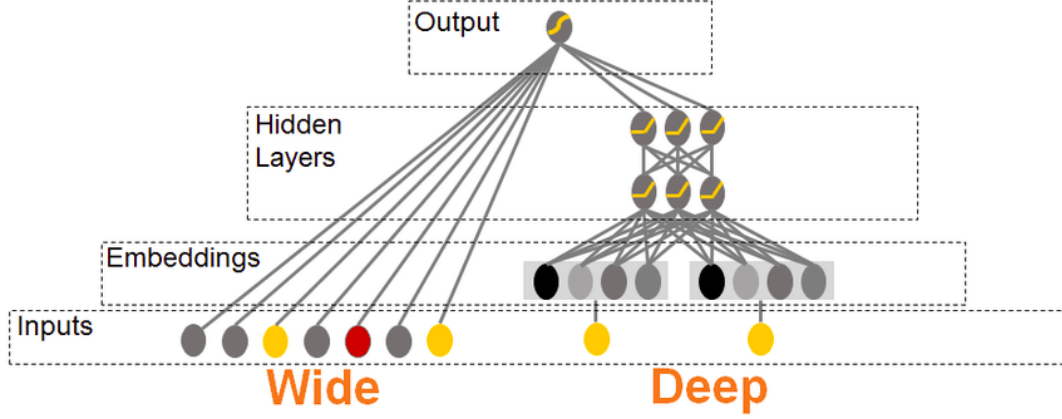 Output
Hidden
Layers
Embeddings
Inputs
Wide
Deep